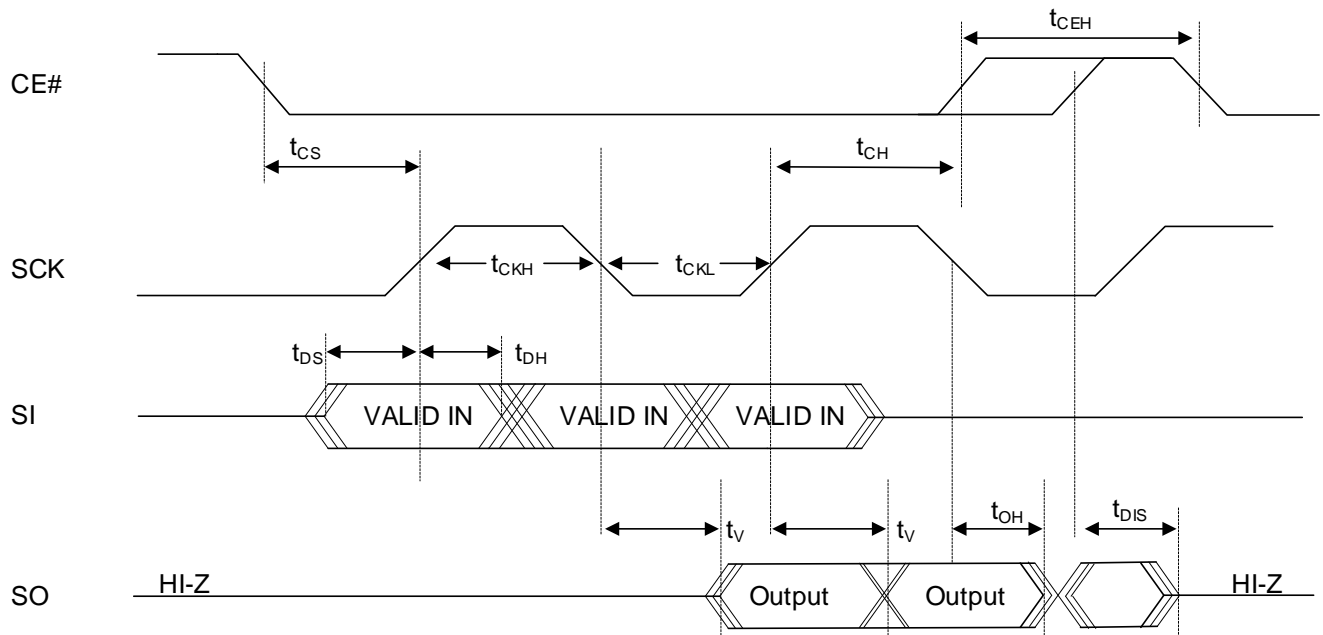 tCEH
CE#
tCS
tCH
SCK
tCKH
tCKL
tDS
tDH
SI
VALID IN
VALID IN
VALID IN
tV
tV
tOH
tDIS
SO
HI-Z
Output
Output
HI-Z